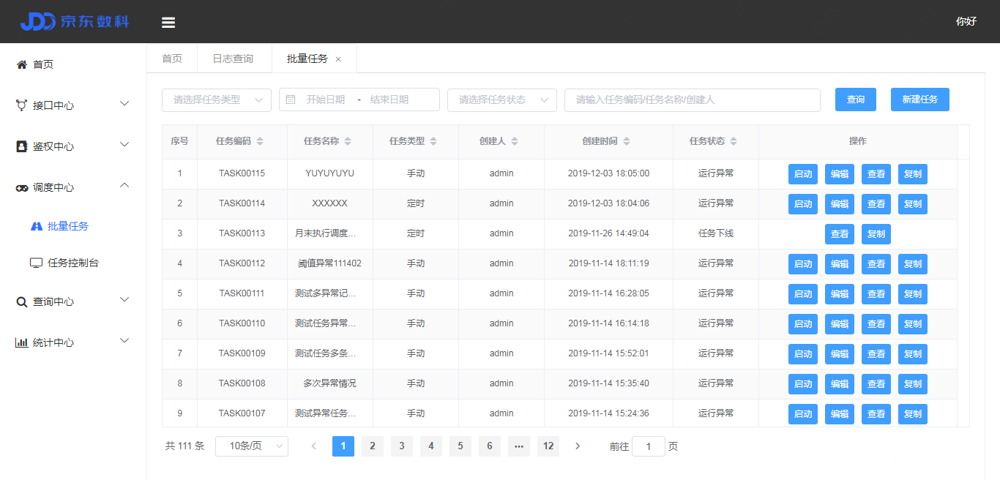 JDD 京东数科
你好
首页
接口中心
鉴权中心
调度中心
批量任务
任务控制台
查询中心
统计中心
首页 日志查询 批量任务 ×
请选择任务类型 开始日期 - 结束日期 请选择任务状态 请输入任务编码/任务名称/创建人 查询 新建任务
序号 任务编码 任务名称 任务类型 创建人 创建时间 任务状态 操作
1 TASK00115 YUYUYUYU 手动 admin 2019-12-03 18:05:00 运行异常 启动 编辑 查看 复制
2 TASK00114 XXXXXX 定时 admin 2019-12-03 18:04:06 运行异常 启动 编辑 查看 复制
3 TASK00113 月末执行调度... 定时 admin 2019-11-26 14:49:04 任务下线 查看 复制
4 TASK00112 阈值异常111402 手动 admin 2019-11-14 18:11:19 运行异常 启动 编辑 查看 复制
5 TASK00111 测试多异常记... 手动 admin 2019-11-14 16:28:05 运行异常 启动 编辑 查看 复制
6 TASK00110 测试任务异常... 手动 admin 2019-11-14 16:14:18 运行异常 启动 编辑 查看 复制
7 TASK00109 测试任务多条... 手动 admin 2019-11-14 15:52:01 运行异常 启动 编辑 查看 复制
8 TASK00108 多次异常情况 手动 admin 2019-11-14 15:35:40 运行异常 启动 编辑 查看 复制
9 TASK00107 测试异常任务... 手动 admin 2019-11-14 15:24:36 运行异常 启动 编辑 查看 复制
共 111 条 10条/页 1 2 3 4 5 6 ... 12 前往 1 页